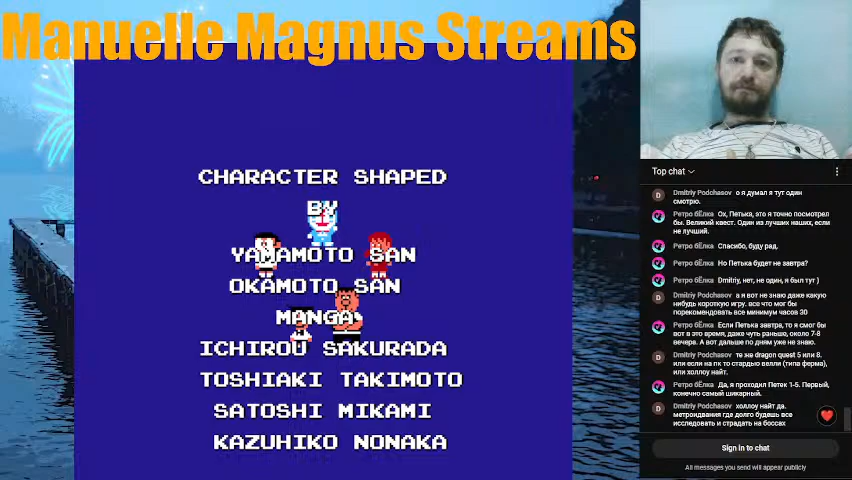 Manuelle Magnus Streams
CHARACTER SHAPED
BY
YAMAMOTO SAN
OKAMOTO SAN
MANGA
ICHIROU SAKURADA
TOSHIAKI TAKIMOTO
SATOSHI MIKAMI
KAZUHIKO NONAKA
Top chat
D Dmitriy Podchasov о я думал я тут один
смотрю.
Ретро бЁлка Ох, Петька, это я точно посмотрел
бы. Великий квест. Один из лучших наших, если
не лучший.
Ретро бЁлка Спасибо, буду рад.
Ретро бЁлка Но Петька будет не завтра?
Ретро бЁлка Dmitriy, нет, не один, я был тут )
D Dmitriy Podchasov а я вот не знаю даже какую
нибудь короткую игру. все что мог бы
порекомендовать все минимум часов 30
Ретро бЁлка Если Петька завтра, то я смог бы
вот в это время, даже чуть раньше, около 7-8
вечера. А вот дальше по дням уже не знаю.
D Dmitriy Podchasov те же dragon quest 5 или 8.
или если на пк то стардью велли (типа ферма),
или холлоу найт.
Ретро бЁлка Да, я проходил Петек 1-5. Первый,
конечно самый шикарный.
D Dmitriy Podchasov холлоу найт да.
метроидвания где долго будешь все
исследовать и страдать на боссах
Sign in to chat
All messages you send will appear publicly